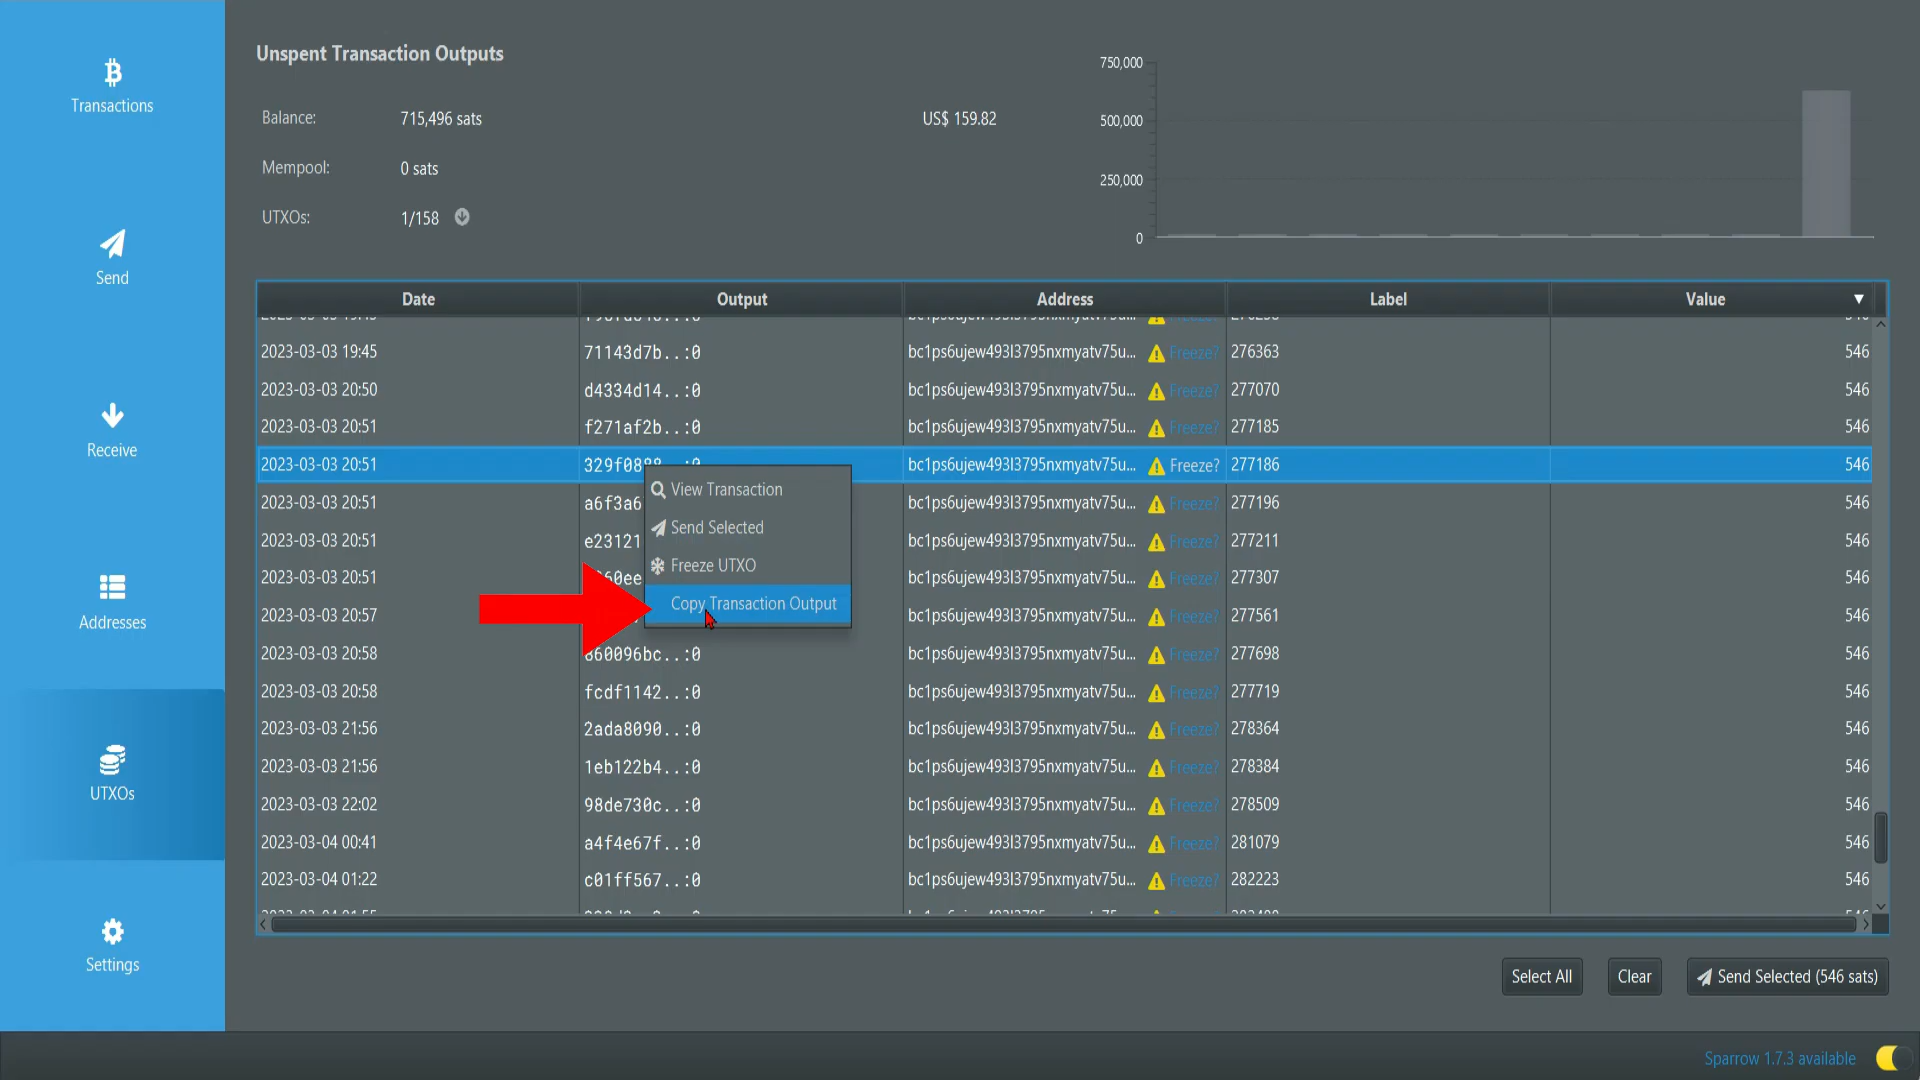 Transactions
Send
Receive
Addresses
UTXOs
Settings
Unspent Transaction Outputs
Balance: 715,496 sats US$ 159.82
Mempool: 0 sats
UTXOs: 1/158
750,000
500,000
250,000
0
Date Output Address Label Value
2023-03-03 19:45 71143d7b..:0 bc1ps6ujew493l3795nxmyatv75u... Freeze? 276363 546
2023-03-03 20:50 d4334d14..:0 bc1ps6ujew493l3795nxmyatv75u... Freeze? 277070 546
2023-03-03 20:51 f271af2b..:0 bc1ps6ujew493l3795nxmyatv75u... Freeze? 277185 546
2023-03-03 20:51 bc1ps6ujew493l3795nxmyatv75u... Freeze? 277186 546
2023-03-03 20:51 a6f3a6 bc1ps6ujew493l3795nxmyatv75u... Freeze? 277196 546
2023-03-03 20:51 e23121 bc1ps6ujew493l3795nxmyatv75u... Freeze? 277211 546
2023-03-03 20:51 bc1ps6ujew493l3795nxmyatv75u... Freeze? 277307 546
2023-03-03 20:57 bc1ps6ujew493l3795nxmyatv75u... Freeze? 277561 546
2023-03-03 20:58 860096bc..:0 bc1ps6ujew493l3795nxmyatv75u... Freeze? 277698 546
2023-03-03 20:58 fcdf1142..:0 bc1ps6ujew493l3795nxmyatv75u... Freeze? 277719 546
2023-03-03 21:56 2ada8090..:0 bc1ps6ujew493l3795nxmyatv75u... Freeze? 278364 546
2023-03-03 21:56 1eb122b4..:0 bc1ps6ujew493l3795nxmyatv75u... Freeze? 278384 546
2023-03-03 22:02 98de730c..:0 bc1ps6ujew493l3795nxmyatv75u... Freeze? 278509 546
2023-03-04 00:41 a4f4e67f..:0 bc1ps6ujew493l3795nxmyatv75u... Freeze? 281079 546
2023-03-04 01:22 c01ff567..:0 bc1ps6ujew493l3795nxmyatv75u... Freeze? 282223 546
View Transaction
Send Selected
Freeze UTXO
Copy Transaction Output
Select All Clear Send Selected (546 sats)
Sparrow 1.7.3 available